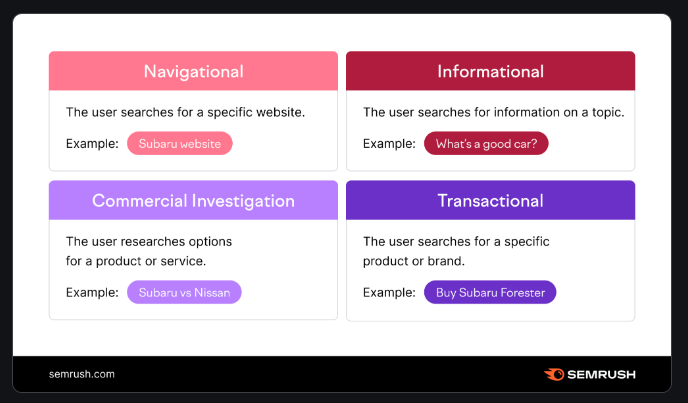 Navigational
The user searches for a specific website.
Example: Subaru website
Informational
The user searches for information on a topic.
Example: What's a good car?
Commercial Investigation
The user researches options
for a product or service.
Example: Subaru vs Nissan
Transactional
The user searches for a specific
product or brand.
Example: Buy Subaru Forester
semrush.com
SEMRUSH